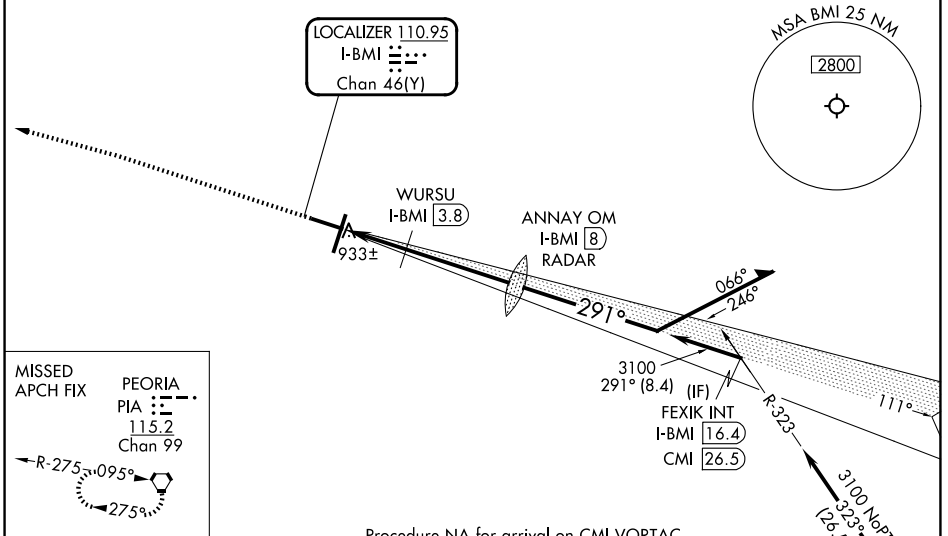 LOCALIZER 110.95
I-BMI
Chan 46(Y)
MSA BMI 25 NM
2800
WURSU
I-BMI 3.8
933±
ANNAY OM
I-BMI 8
RADAR
066°
246°
291°
3100
291° (8.4)
(IF)
FEXIK INT
I-BMI 16.4
CMI 26.5
R-323
111°
3100 NoPT
323°
MISSED
APCH FIX
PEORIA
PIA
115.2
Chan 99
R-275
095°
275°
Procedure NA for arrival on CMI VORTAC